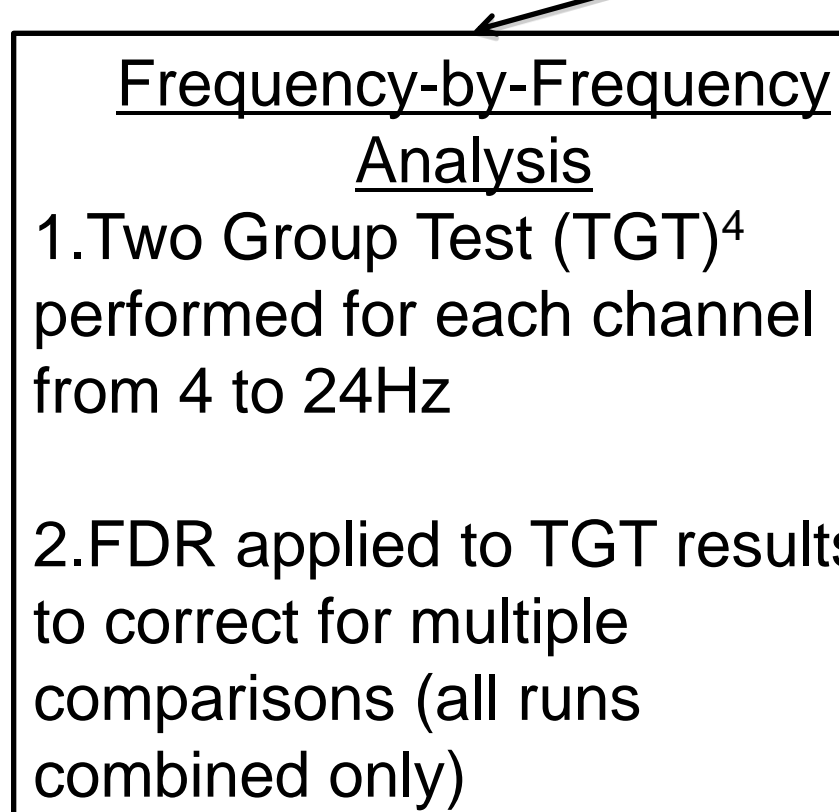 Frequency-by-Frequency
Analysis
1.Two Group Test (TGT)⁴
performed for each channel
from 4 to 24Hz
2.FDR applied to TGT results
to correct for multiple
comparisons (all runs
combined only)